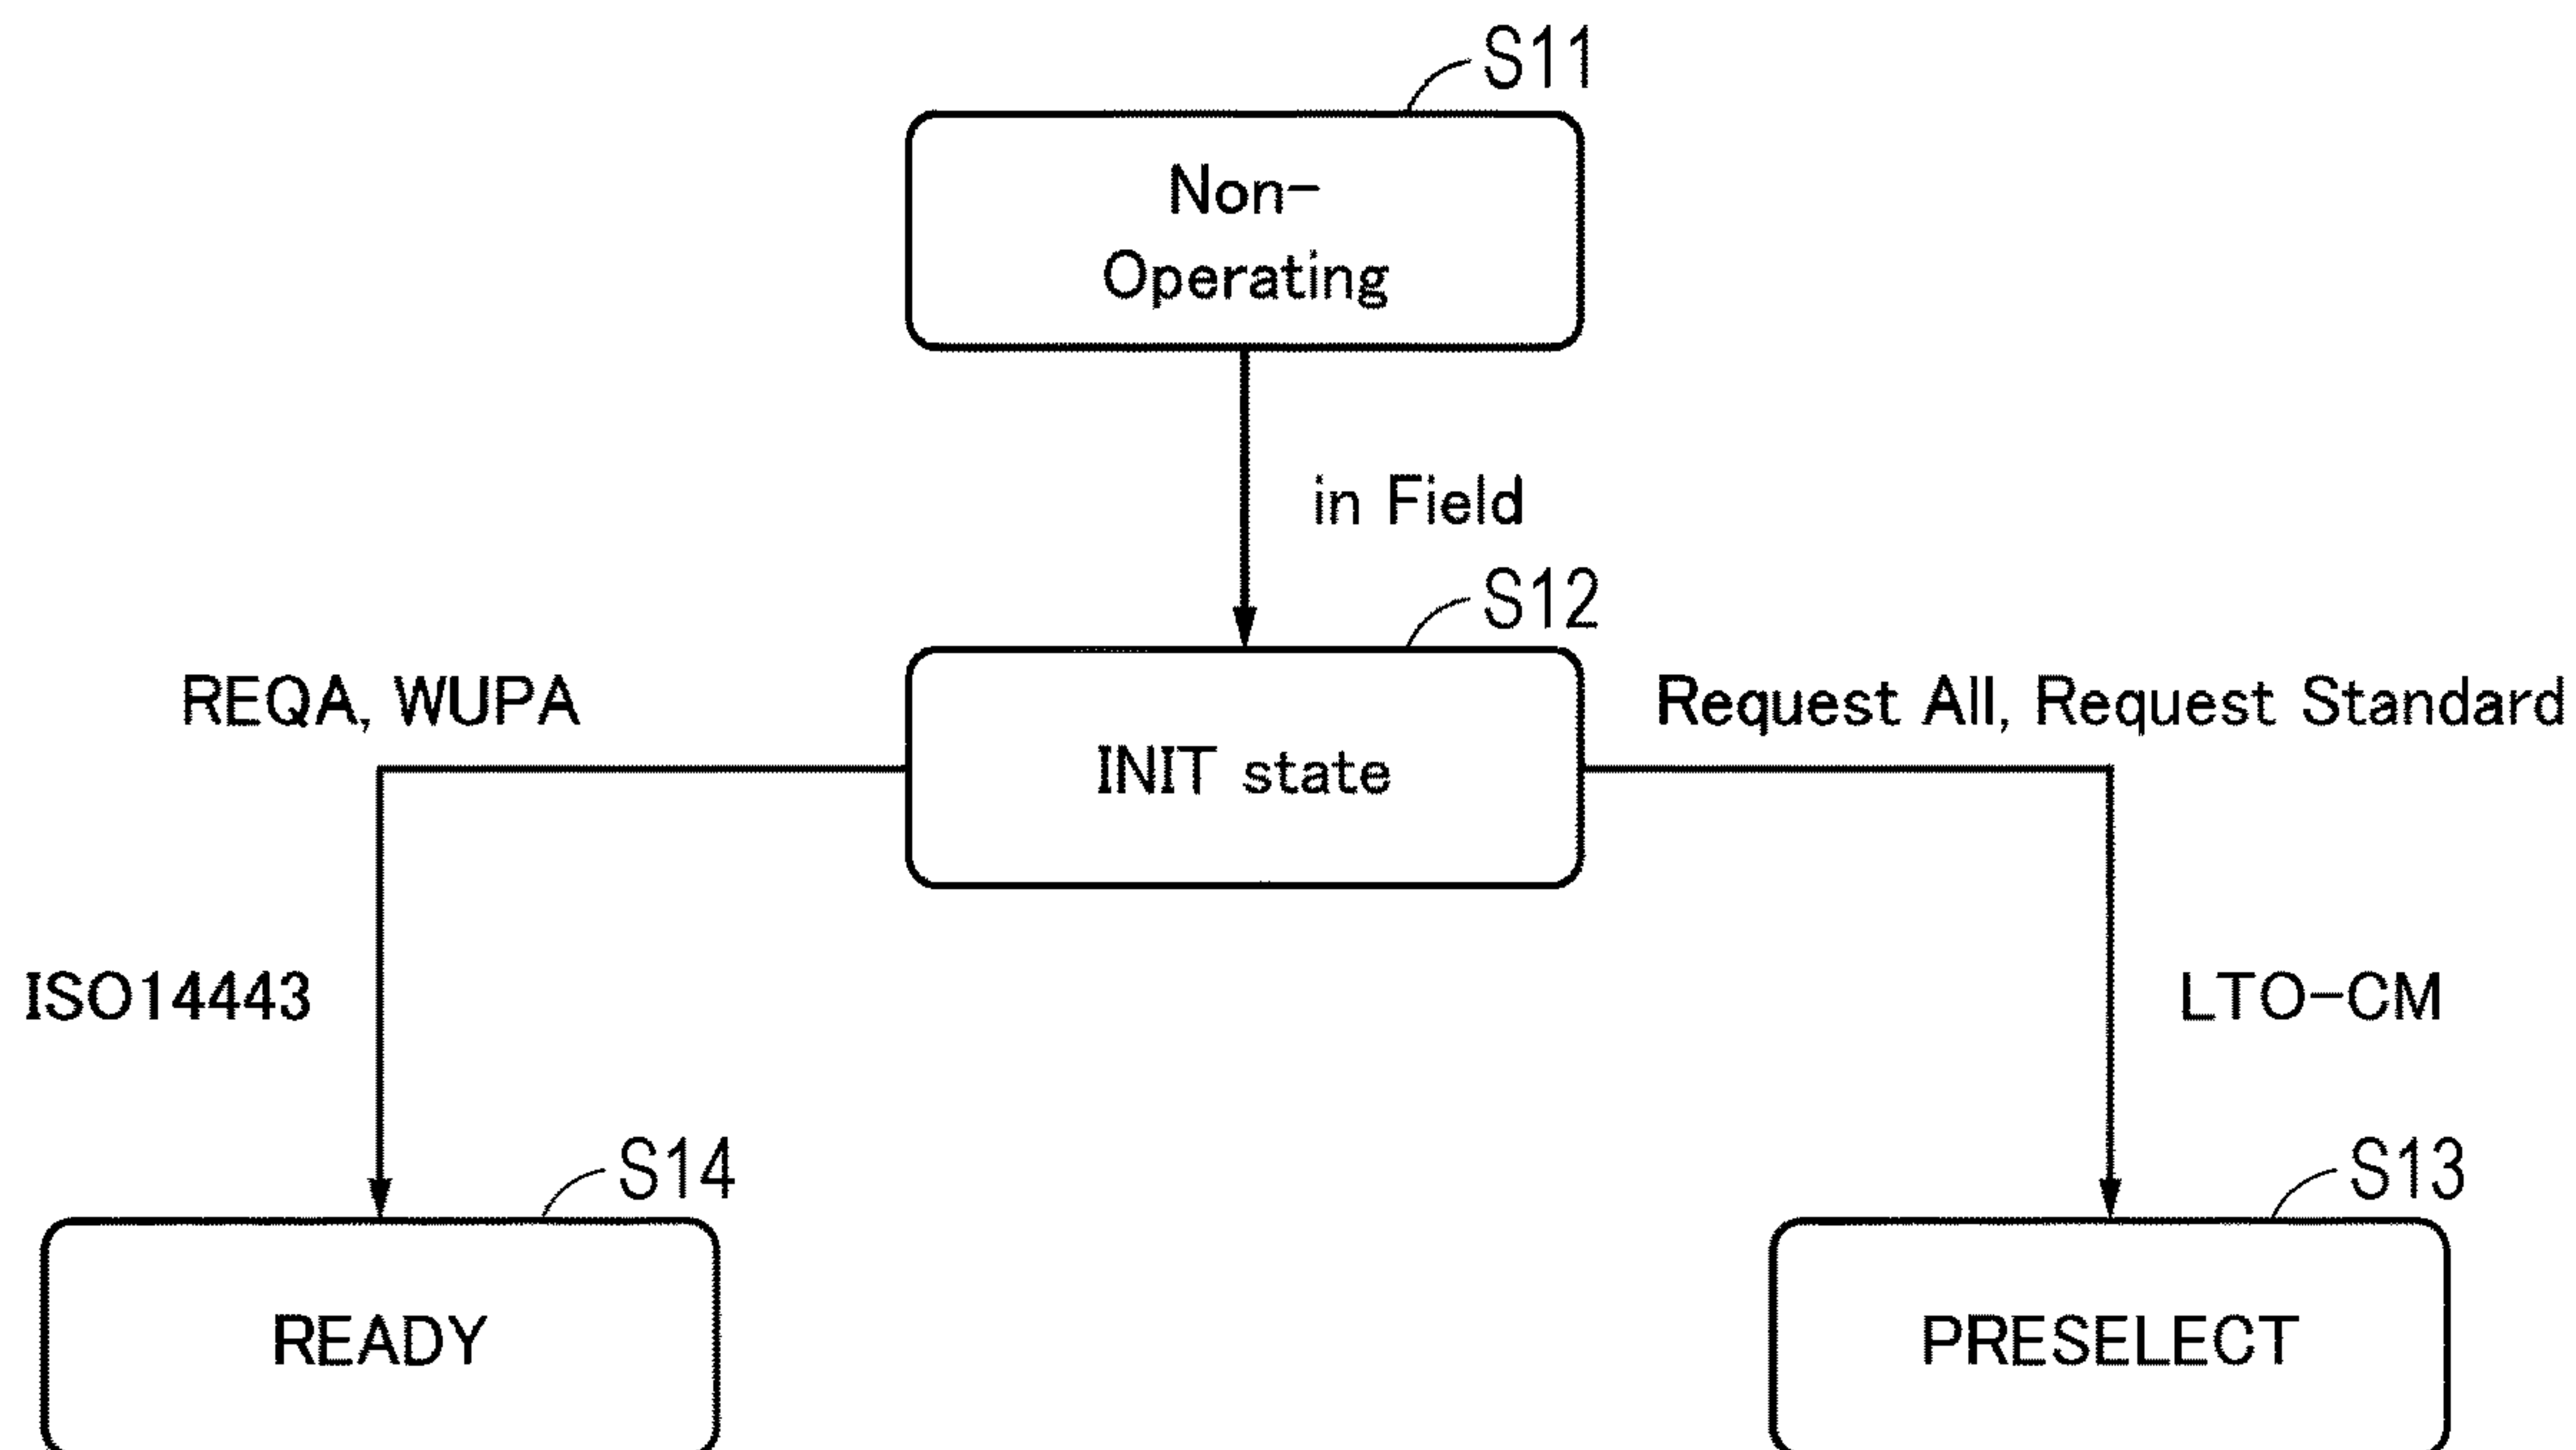 S11
Non-
Operating
in Field
S12
REQA, WUPA
INIT state
Request All, Request Standard
ISO14443
LTO-CM
S14
READY
S13
PRESELECT